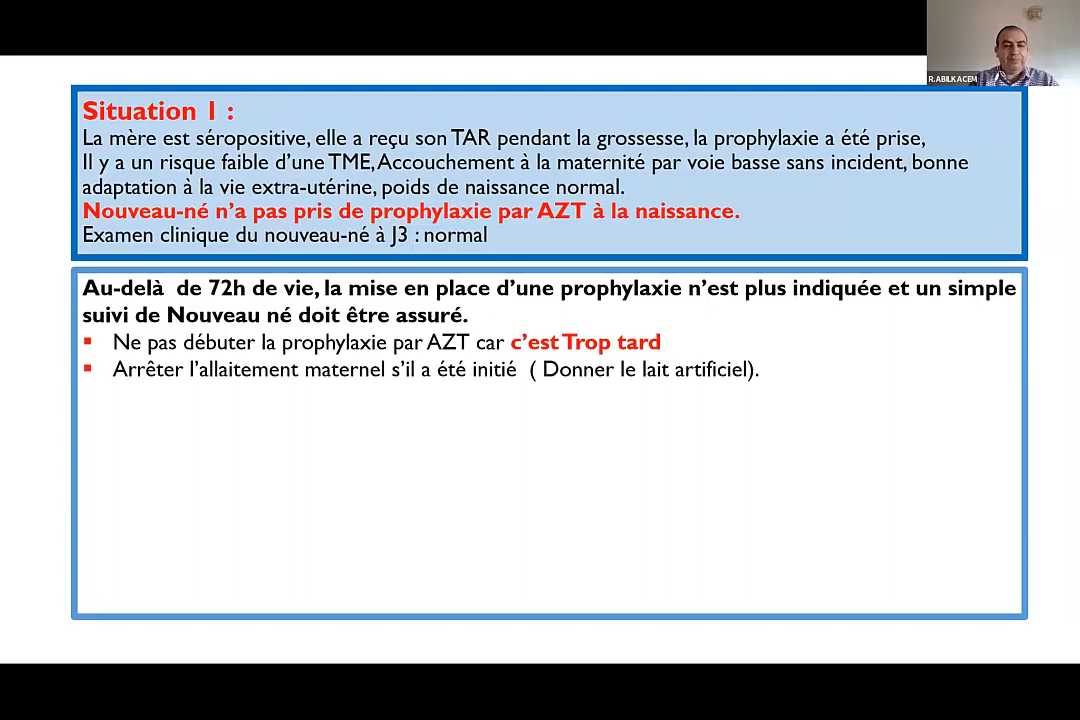 R.ABILKACEM
Situation 1 :
La mère est séropositive, elle a reçu son TAR pendant la grossesse, la prophylaxie a été prise,
Il y a un risque faible d’une TME, Accouchement à la maternité par voie basse sans incident, bonne
adaptation à la vie extra-utérine, poids de naissance normal.
Nouveau-né n’a pas pris de prophylaxie par AZT à la naissance.
Examen clinique du nouveau-né à J3 : normal
Au-delà de 72h de vie, la mise en place d’une prophylaxie n’est plus indiquée et un simple
suivi de Nouveau né doit être assuré.
Ne pas débuter la prophylaxie par AZT car c’est Trop tard
Arrêter l’allaitement maternel s’il a été initié ( Donner le lait artificiel).